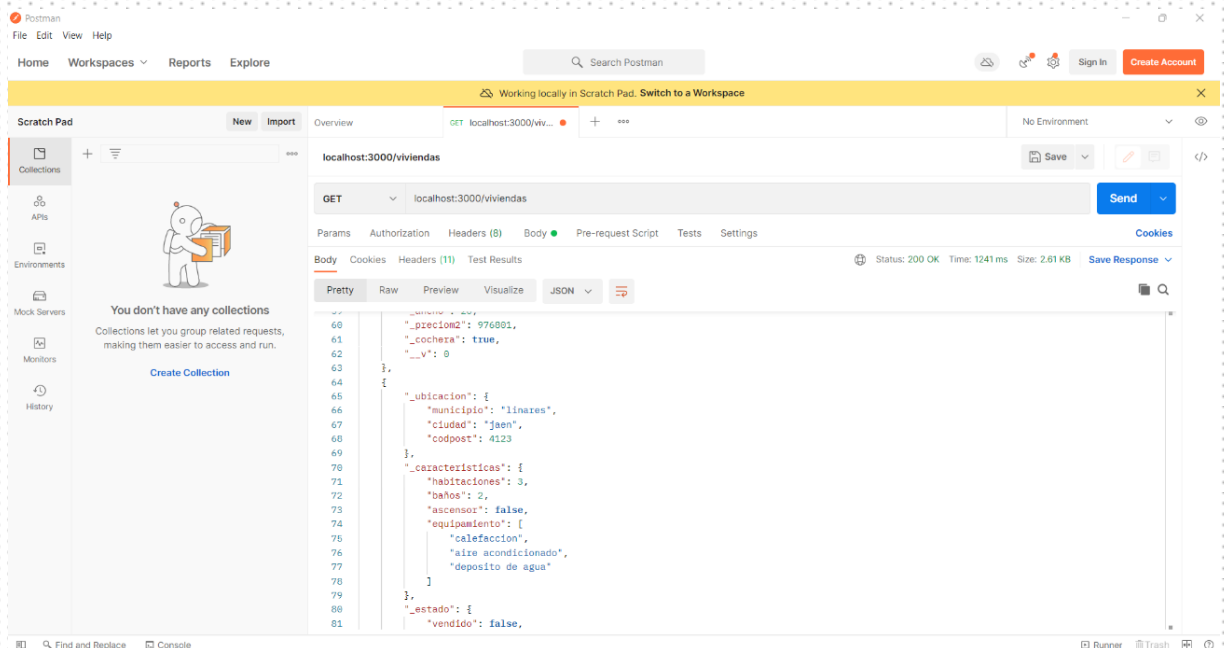 Postman
File Edit View Help
Home Workspaces Reports Explore Search Postman Sign In Create Account
Working locally in Scratch Pad. Switch to a Workspace
Scratch Pad New Import Overview GET localhost:3000/viv... No Environment
Collections
APIs
Environments
Mock Servers
Monitors
History
You don't have any collections
Collections let you group related requests,
making them easier to access and run.
Create Collection
localhost:3000/viviendas Save
GET localhost:3000/viviendas Send
Params Authorization Headers (8) Body Pre-request Script Tests Settings Cookies
Body Cookies Headers (11) Test Results Status: 200 OK Time: 1241 ms Size: 2.61 KB Save Response
Pretty Raw Preview Visualize JSON
60 "_preciom2": 976801,
61 "_cochera": true,
62 "__v": 0
63 },
64 {
65 "_ubicacion": {
66 "municipio": "linares",
67 "ciudad": "jaen",
68 "codpost": 4123
69 },
70 "_caracteristicas": {
71 "habitaciones": 3,
72 "baños": 2,
73 "ascensor": false,
74 "equipamiento": [
75 "calefaccion",
76 "aire acondicionado",
77 "deposito de agua"
78 ]
79 },
80 "_estado": {
81 "vendido": false,
Find and Replace Console Runner Trash